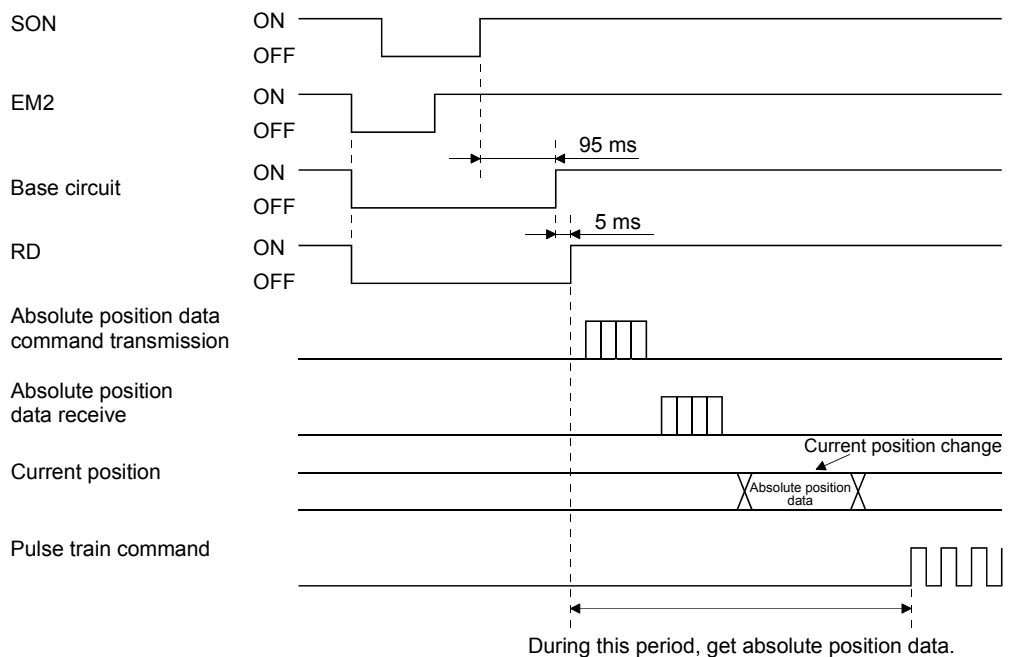 SON
ON
OFF
EM2
ON
OFF
95 ms
Base circuit
ON
OFF
5 ms
RD
ON
OFF
Absolute position data
command transmission
Absolute position
data receive
Current position change
Current position
Absolute position
data
Pulse train command
During this period, get absolute position data.